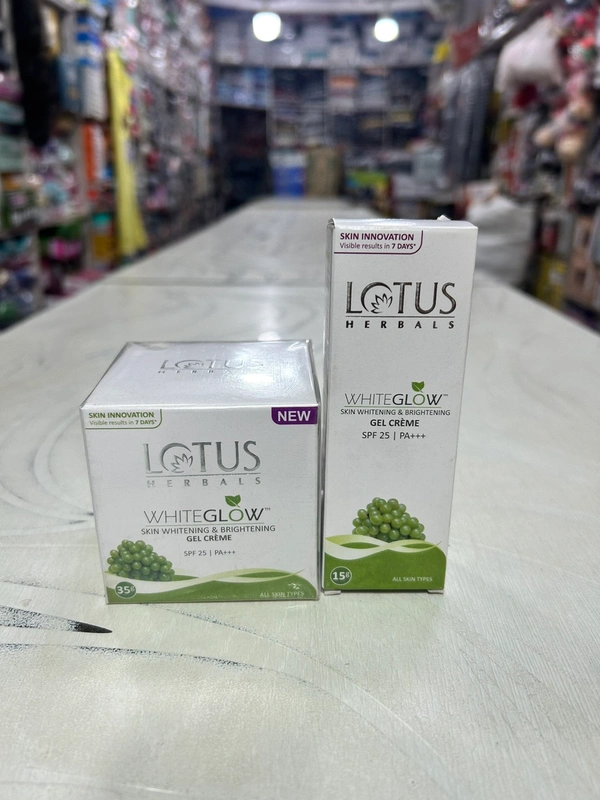 LOTUS
HERBALS
SKIN INNOVATION
Visible results in 7 DAYS*
NEW
LOTUS
HERBALS
WHITEGLOW™
SKIN WHITENING & BRIGHTENING
GEL CRÈME
SPF 25 | PA+++
35g
ALL SKIN TYPES
SKIN INNOVATION
Visible results in 7 DAYS*
LOTUS
HERBALS
WHITEGLOW™
SKIN WHITENING & BRIGHTENING
GEL CRÈME
SPF 25 | PA+++
15g
ALL SKIN TYPES